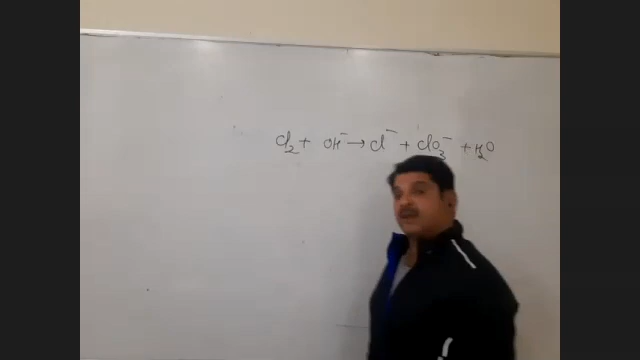 Cl₂ + OH⁻ → Cl⁻ + ClO₃⁻ + H₂O